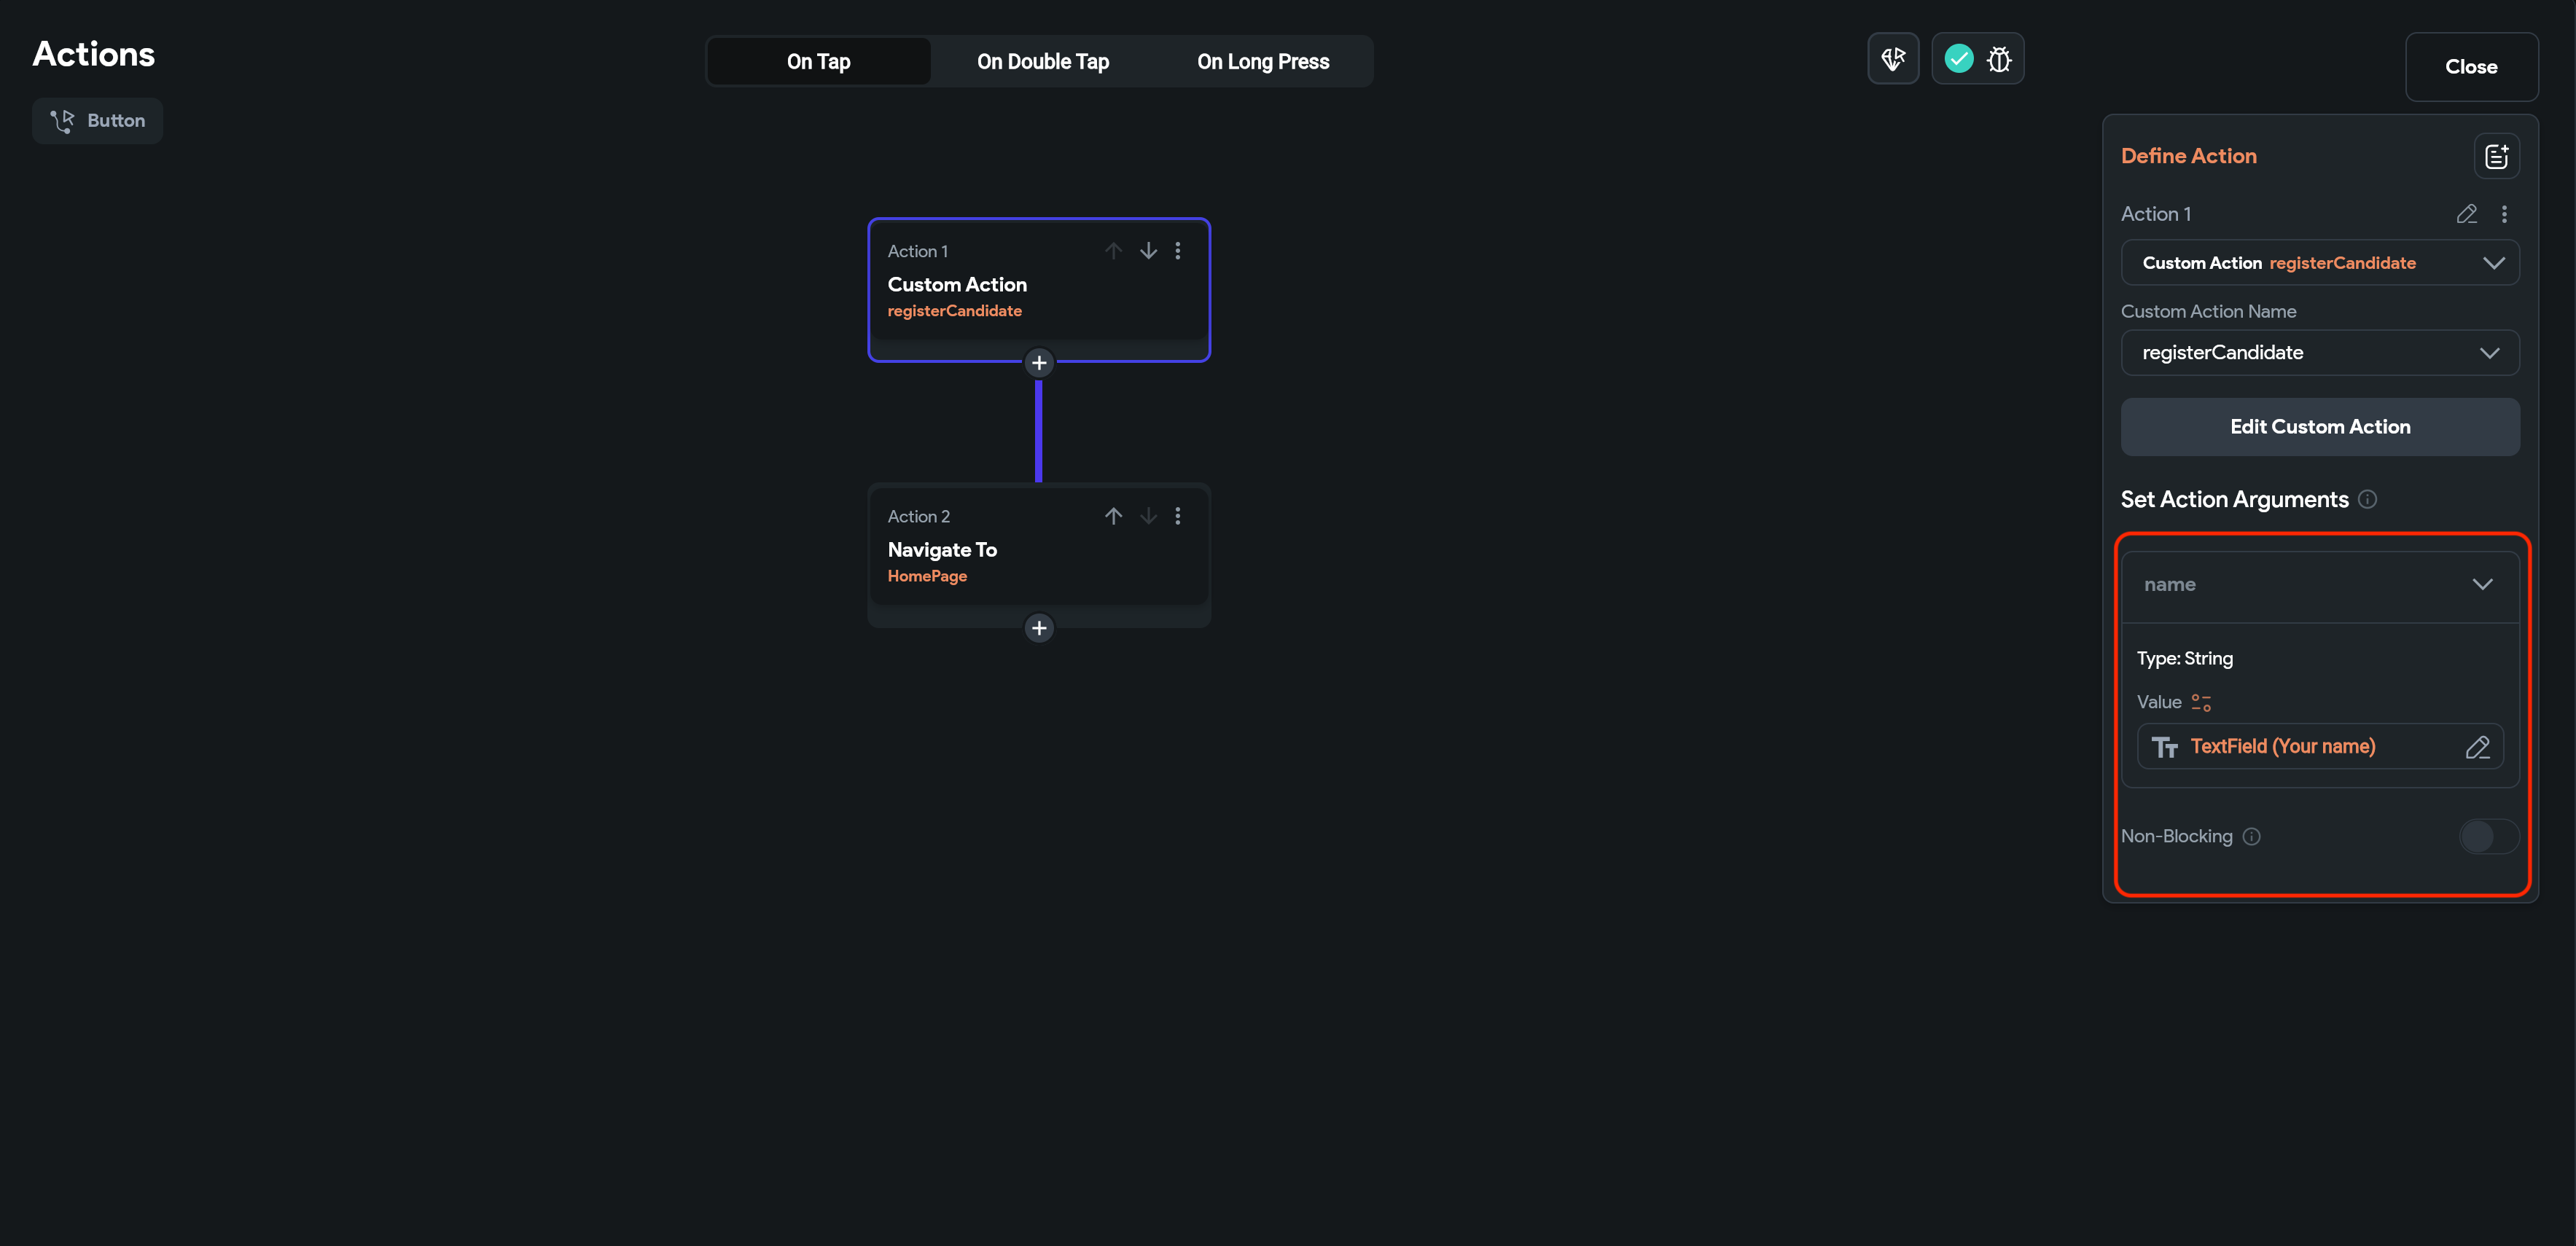 Actions
On Tap
On Double Tap
On Long Press
Close
Button
Action 1
Custom Action
registerCandidate
Action 2
Navigate To
HomePage
Define Action
Action 1
Custom Action registerCandidate
Custom Action Name
registerCandidate
Edit Custom Action
Set Action Arguments
name
Type: String
Value
TextField (Your name)
Non-Blocking